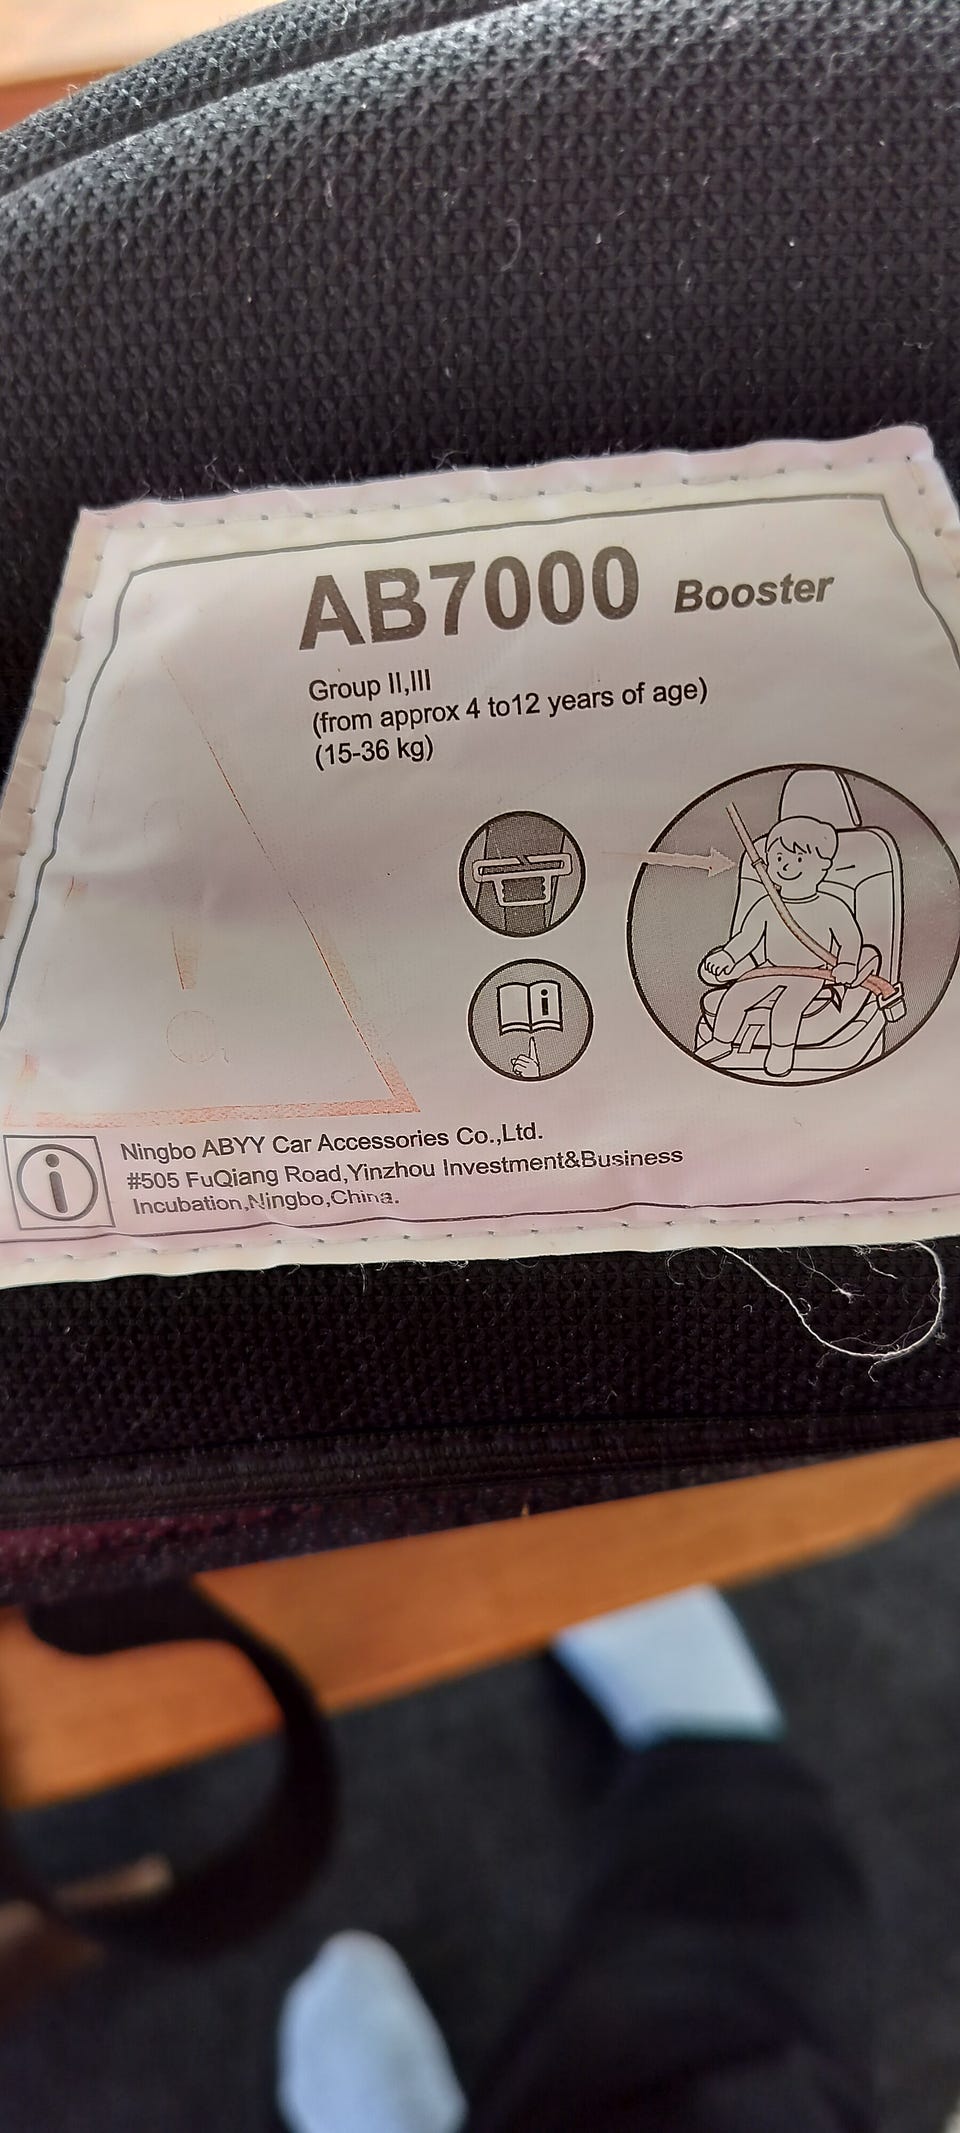 AB7000 Booster
Group II,III
(from approx 4 to12 years of age)
(15-36 kg)
i
i
Ningbo ABYY Car Accessories Co.,Ltd.
#505 FuQiang Road,Yinzhou Investment&Business
Incubation,Ningbo,China.